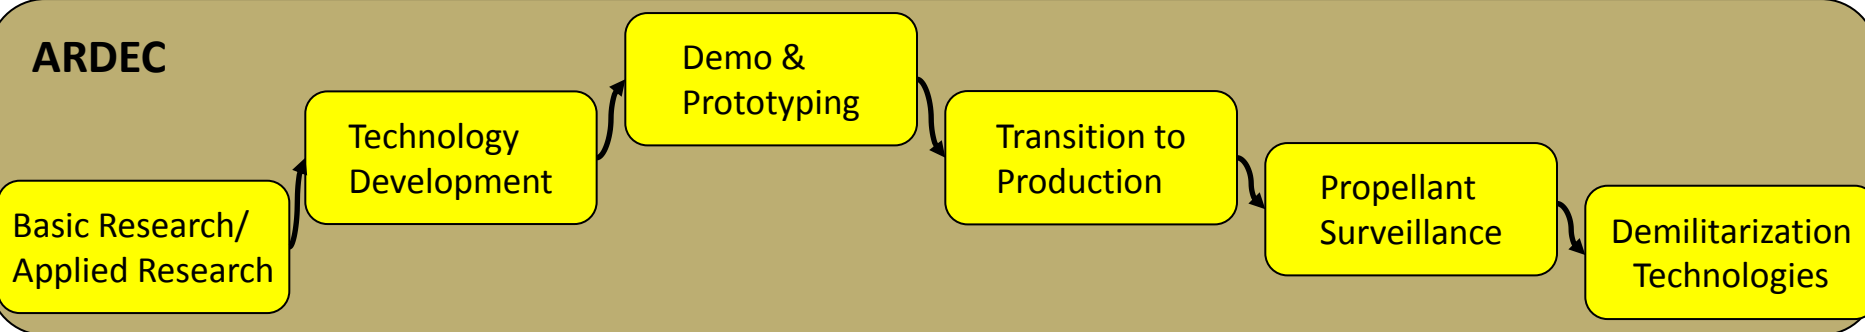 ARDEC
Basic Research/
Applied Research
Technology
Development
Demo &
Prototyping
Transition to
Production
Propellant
Surveillance
Demilitarization
Technologies